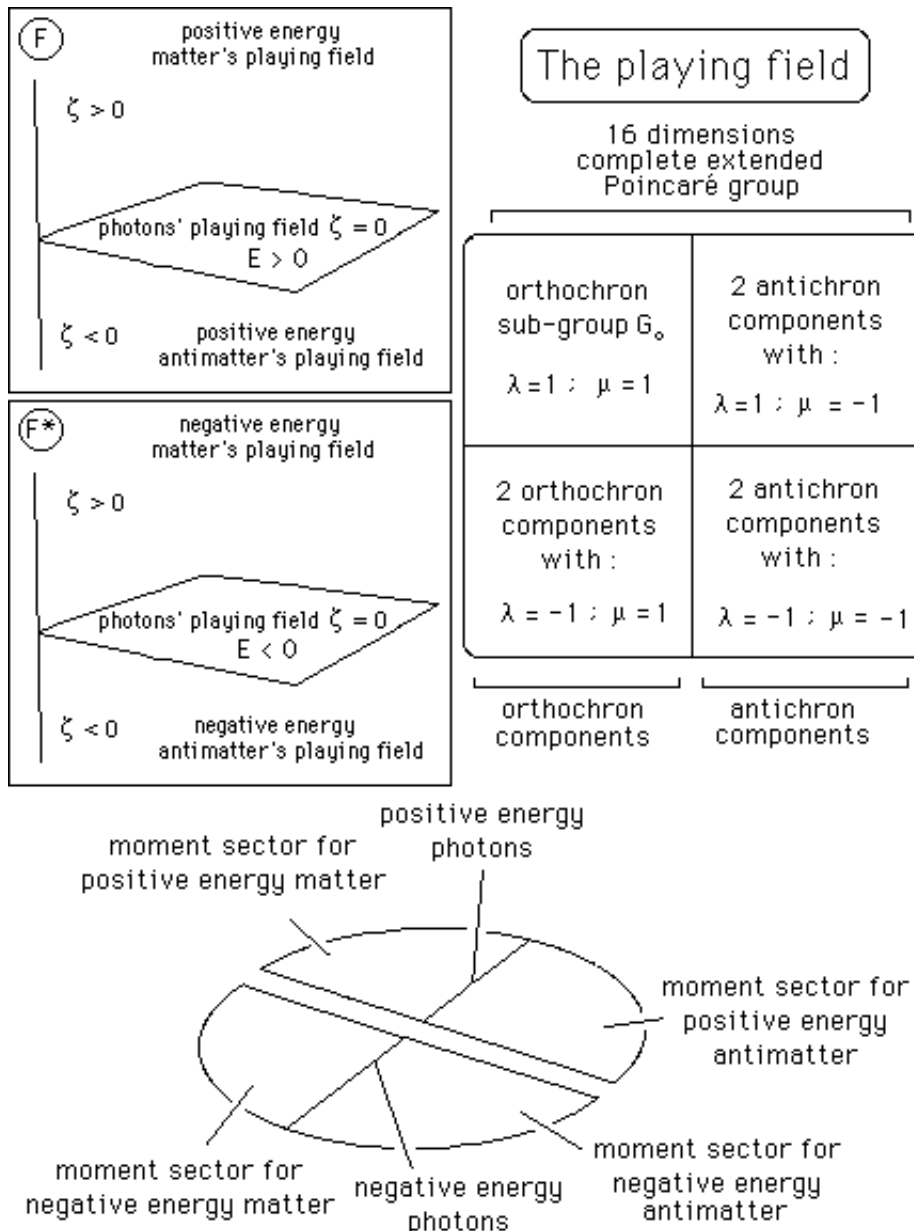 F
positive energy
matter's playing field
ζ > 0
photons' playing field ζ = 0
E > 0
ζ < 0
positive energy
antimatter's playing field
F*
negative energy
matter's playing field
ζ > 0
photons' playing field ζ = 0
E < 0
ζ < 0
negative energy
antimatter's playing field
The playing field
16 dimensions
complete extended
Poincaré group
orthochron
sub-group G₀
λ = 1 ; μ = 1
2 antichron
components
with :
λ = 1 ; μ = -1
2 orthochron
components
with :
λ = -1 ; μ = 1
2 antichron
components
with :
λ = -1 ; μ = -1
orthochron
components
antichron
components
positive energy
photons
moment sector for
positive energy matter
moment sector for
positive energy
antimatter
moment sector for
negative energy matter
negative energy
photons
moment sector for
negative energy
antimatter